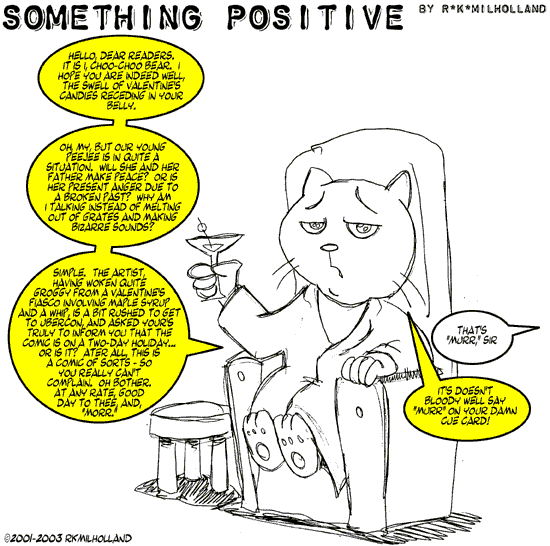 SOMETHING POSITIVE BY R*K*MILHOLLAND
HELLO, DEAR READERS.
IT IS I, CHOO-CHOO BEAR. I
HOPE YOU ARE INDEED WELL,
THE SWELL OF VALENTINE'S
CANDIES RECEDING IN YOUR
BELLY.
OH, MY, BUT OUR YOUNG
PEEJEE IS IN QUITE A
SITUATION. WILL SHE AND HER
FATHER MAKE PEACE? OR IS
HER PRESENT ANGER DUE TO
A BROKEN PAST? WHY AM
I TALKING INSTEAD OF MELTING
OUT OF GRATES AND MAKING
BIZARRE SOUNDS?
SIMPLE. THE ARTIST,
HAVING WOKEN QUITE
GROGGY FROM A VALENTINE'S
FIASCO INVOLVING MAPLE SYRUP
AND A WHIP, IS A BIT RUSHED TO GET
TO UBERCON, AND ASKED YOUR'S
TRULY TO INFORM YOU THAT THE
COMIC IS ON A TWO-DAY HOLIDAY...
OR IS IT? ATER ALL, THIS IS
A COMIC OF SORTS - SO
YOU REALLY CAN'T
COMPLAIN. OH BOTHER.
AT ANY RATE, GOOD
DAY TO THEE, AND,
"MORR."
THAT'S
"MURR," SIR
IT'S DOESN'T
BLOODY WELL SAY
"MURR" ON YOUR DAMN
CUE CARD!
©2001-2003 RKMILHOLLAND